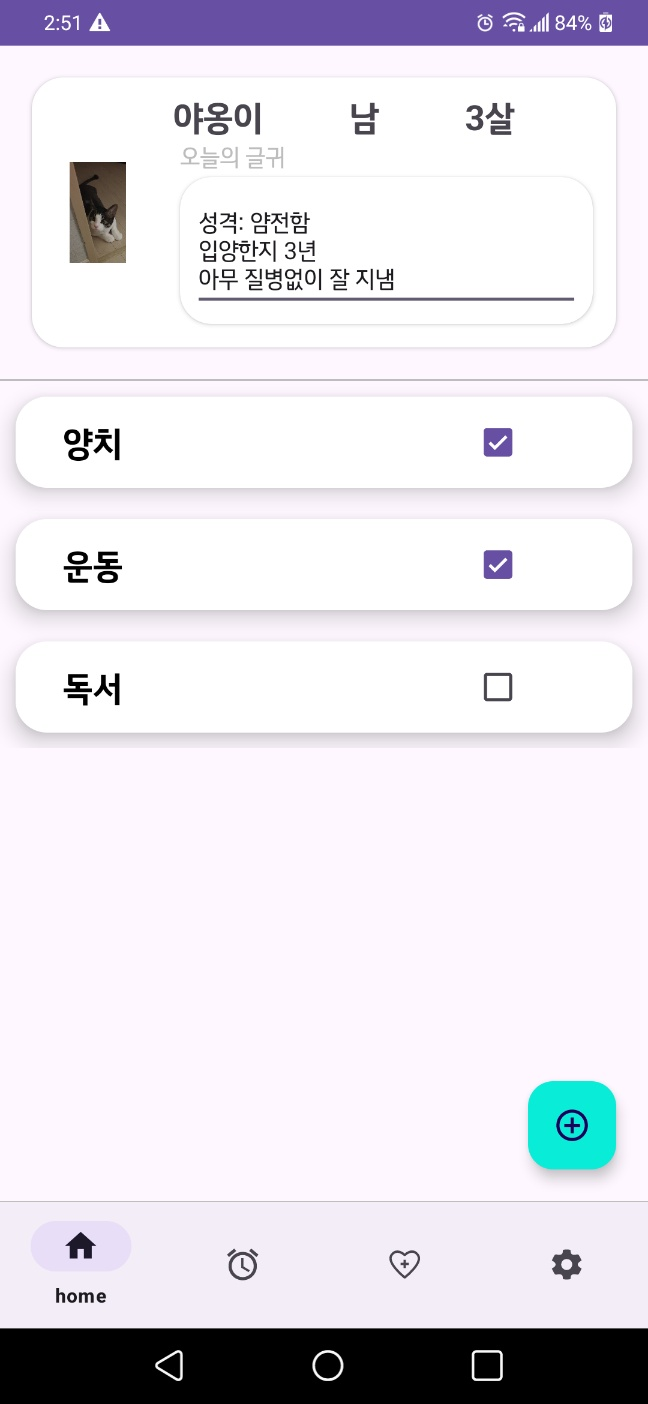 2:51
84%
야옹이 남 3살
오늘의 글귀
성격: 얌전함
입양한지 3년
아무 질병없이 잘 지냄
양치
운동
독서
home